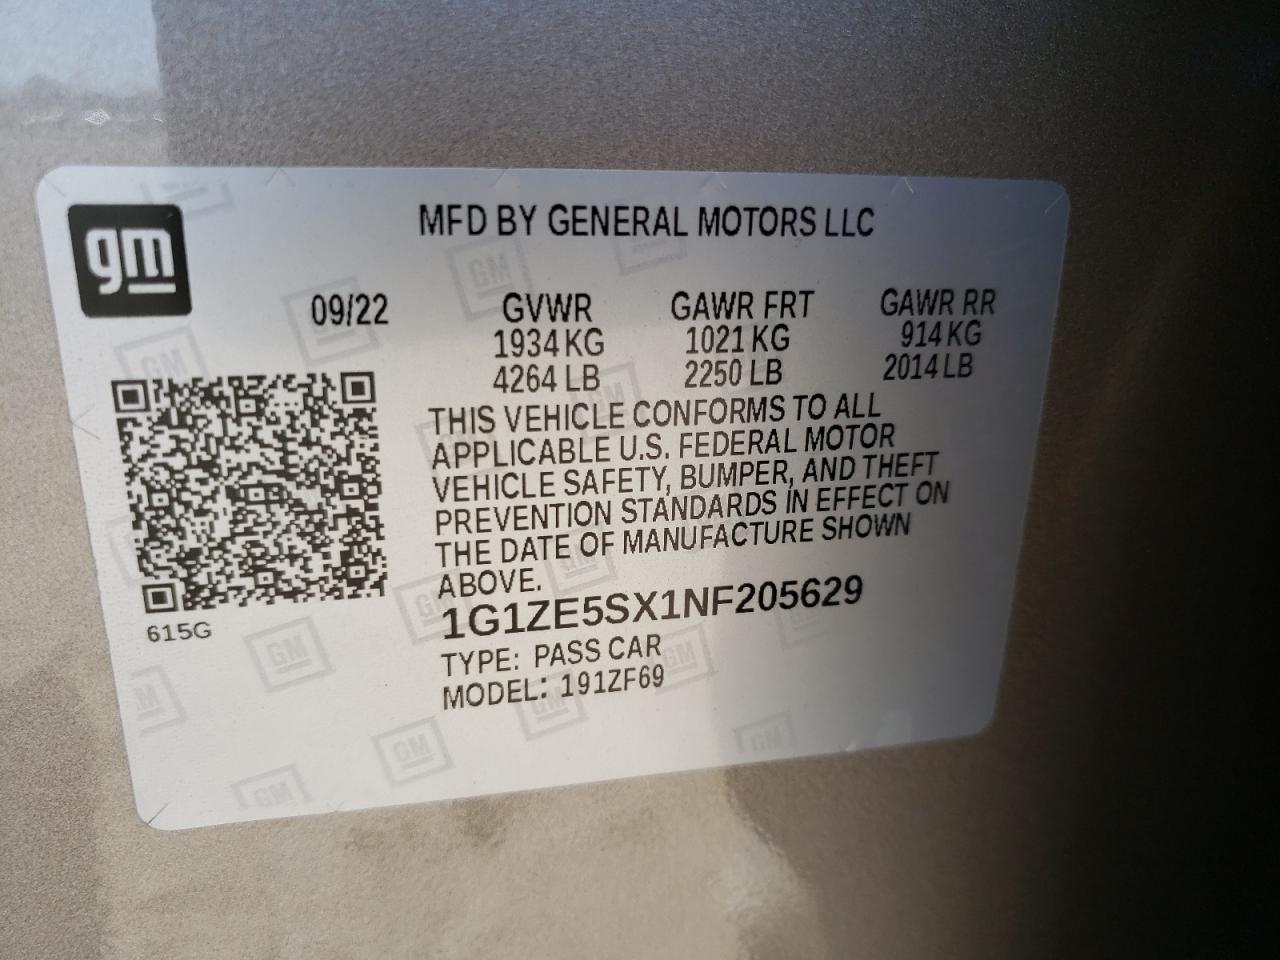 gm
MFD BY GENERAL MOTORS LLC
09/22 GVWR GAWR FRT GAWR RR
1934 KG 1021 KG 914 KG
4264 LB 2250 LB 2014 LB
THIS VEHICLE CONFORMS TO ALL
APPLICABLE U.S. FEDERAL MOTOR
VEHICLE SAFETY, BUMPER, AND THEFT
PREVENTION STANDARDS IN EFFECT ON
THE DATE OF MANUFACTURE SHOWN
ABOVE.
615G
1G1ZE5SX1NF205629
TYPE: PASS CAR
MODEL: 191ZF69